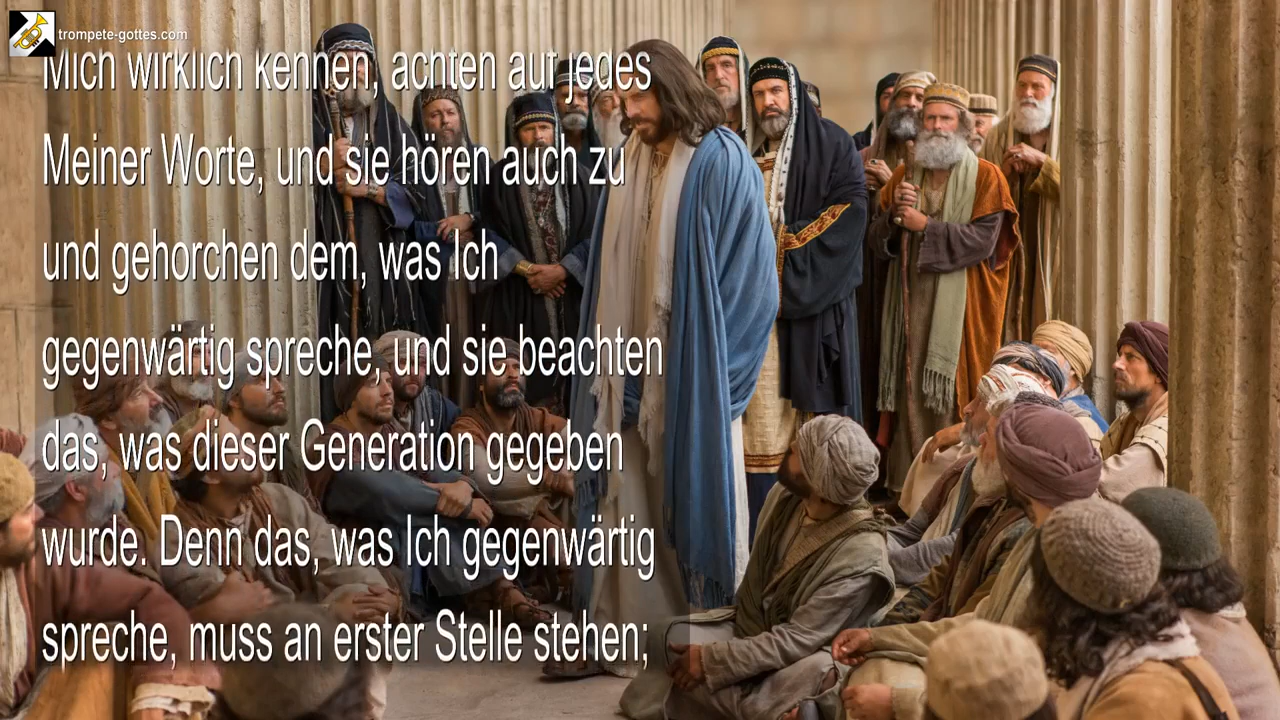 trompete-gottes.com
Mich wirklich kennen, achten auf jedes
Meiner Worte, und sie hören auch zu
und gehorchen dem, was Ich
gegenwärtig spreche, und sie beachten
das, was dieser Generation gegeben
wurde. Denn das, was Ich gegenwärtig
spreche, muss an erster Stelle stehen;